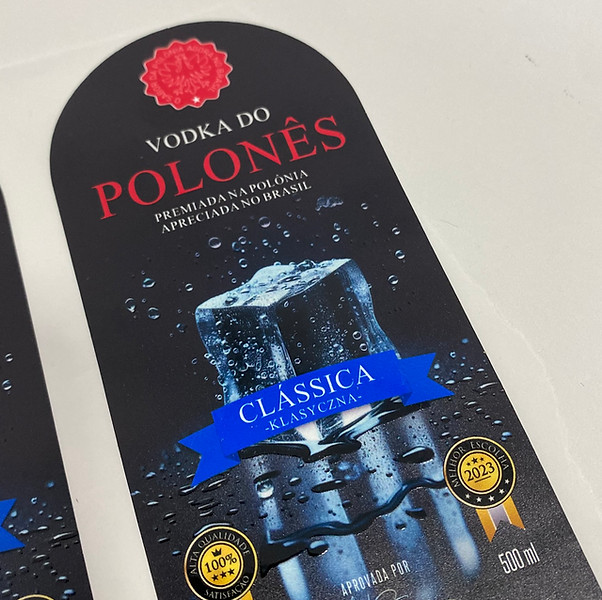 VODKA DO
POLONÊS
PREMIADA NA POLÔNIA
APRECIADA NO BRASIL
CLÁSSICA
-KLASYCZNA-
MELHOR ESCOLHA
2023
ALTA QUALIDADE
100%
SATISFAÇÃO
APROVADA POR
500 ml